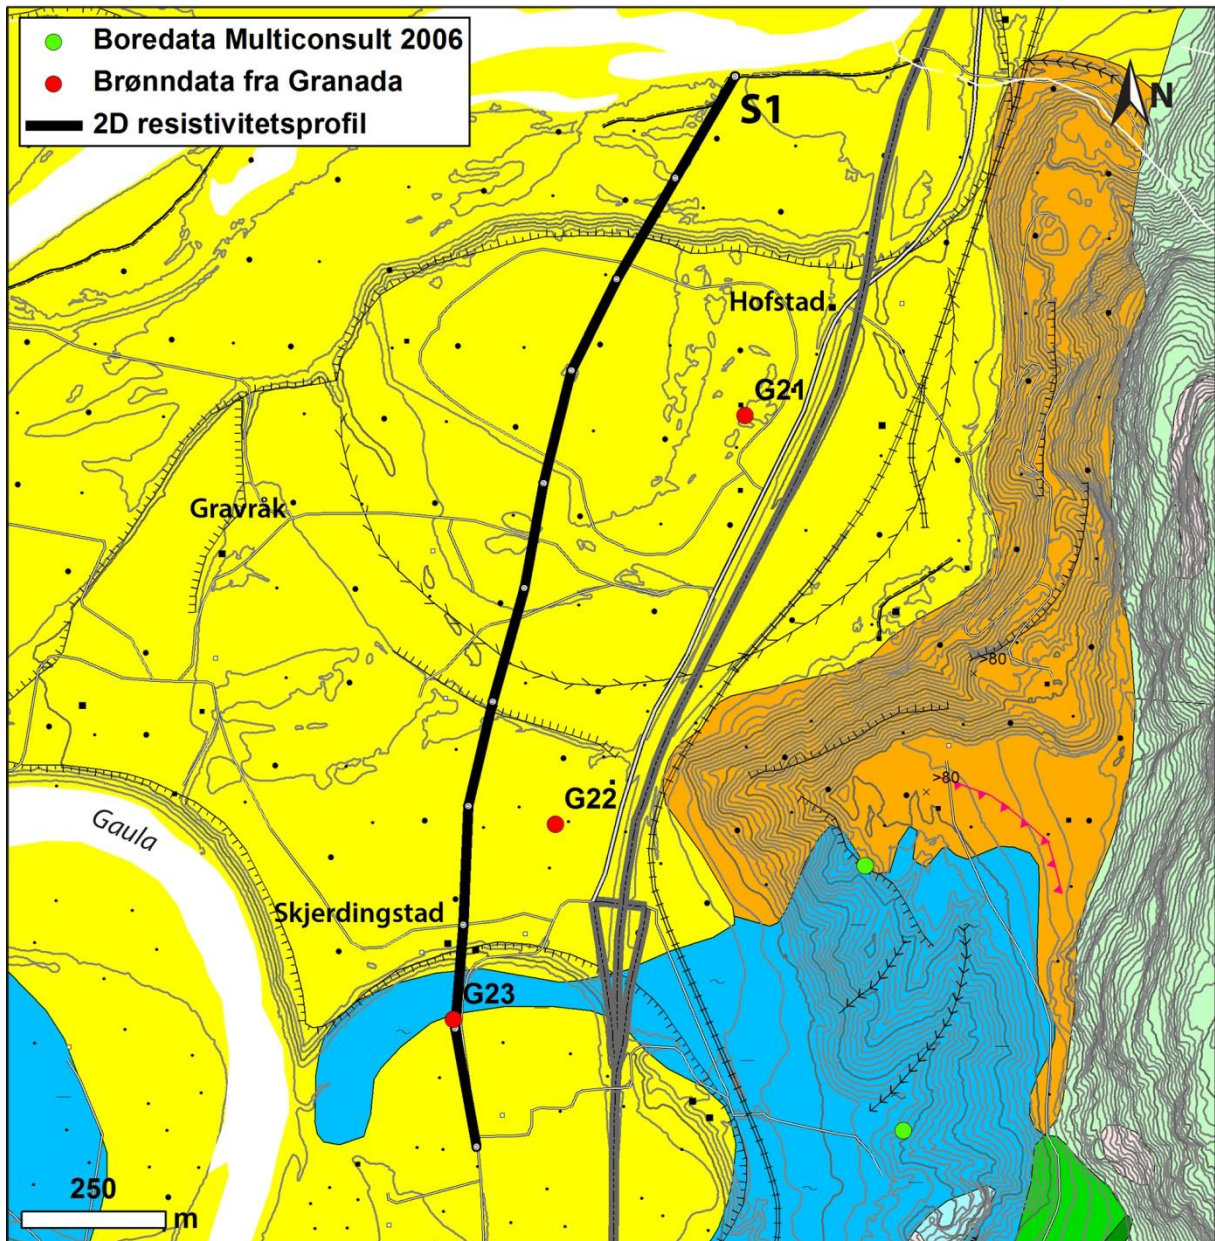 Boredata Multiconsult 2006
Brønndata fra Granada
2D resistivitetsprofil
N
S1
Hofstad
G21
Gravråk
>80
>80
G22
Gaula
Skjerdingstad
G23
250
m